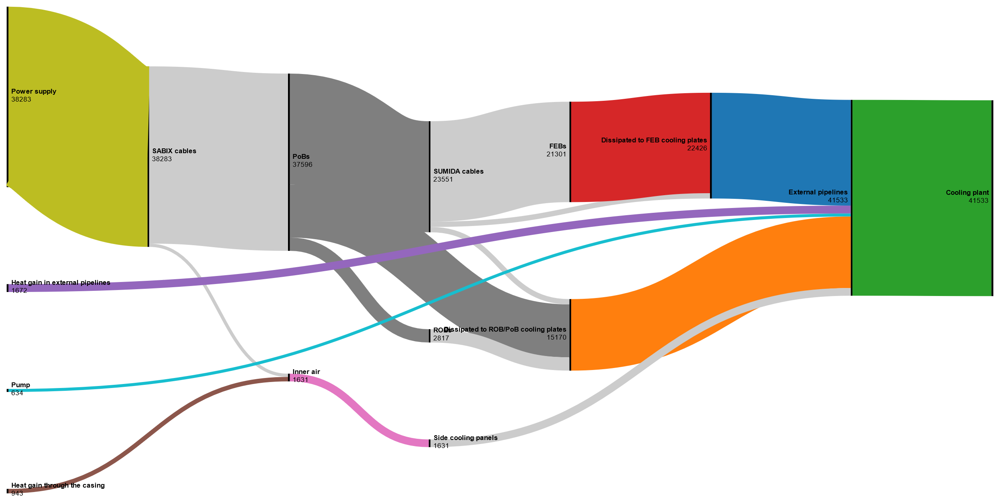 Power supply
38283
SABIX cables
38283
PoBs
37596
SUMIDA cables
23551
FEBs
21301
Dissipated to FEB cooling plates
22426
External pipelines
41533
Cooling plant
41533
Heat gain in external pipelines
1672
ROBs
2817
Dissipated to ROB/PoB cooling plates
15170
Inner air
1631
Pump
634
Side cooling panels
1631
Heat gain through the casing
943